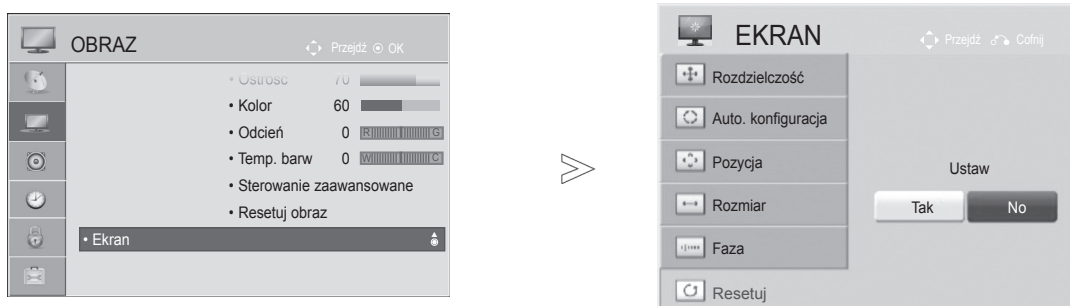 OBRAZ
Przejdź OK
• Ostrość 70
• Kolor 60
• Odcień 0 R G
• Temp. barw 0 W C
• Sterowanie zaawansowane
• Resetuj obraz
• Ekran
EKRAN
Przejdź Cofnij
Rozdzielczość
Auto. konfiguracja
Pozycja
Rozmiar
Faza
Resetuj
Ustaw
Tak No